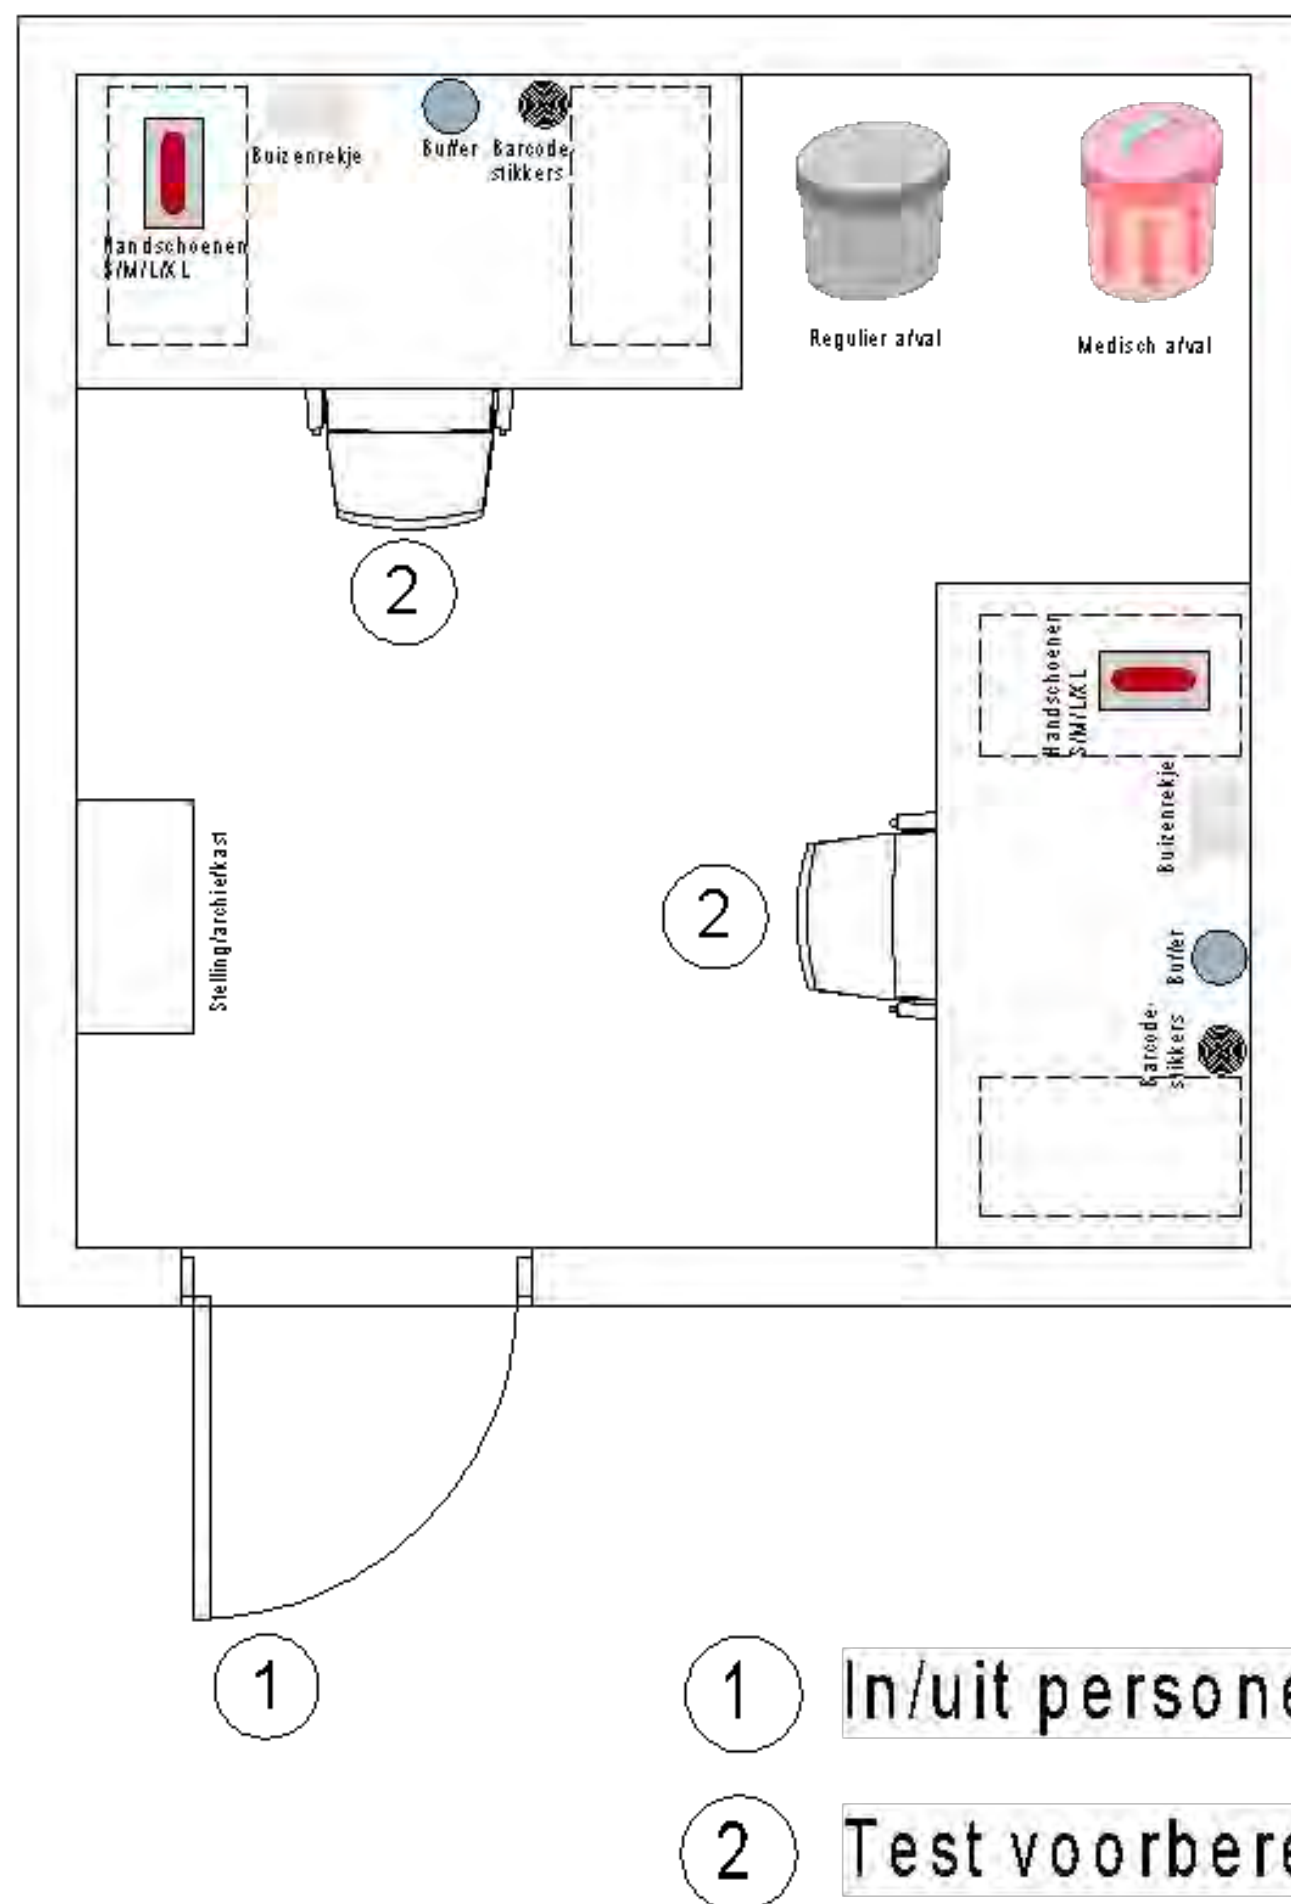 Buizenrekje
Buffer
Barcode-
stikkers
Handschoenen
S/M/L/XL
Regulier afval
Medisch afval
2
Handschoenen
S/M/L/XL
Buizenrekje
2
Stelling/archiefkast
Buffer
Barcode-
stikkers
1
1 In/uit persone
2 Test voorbere